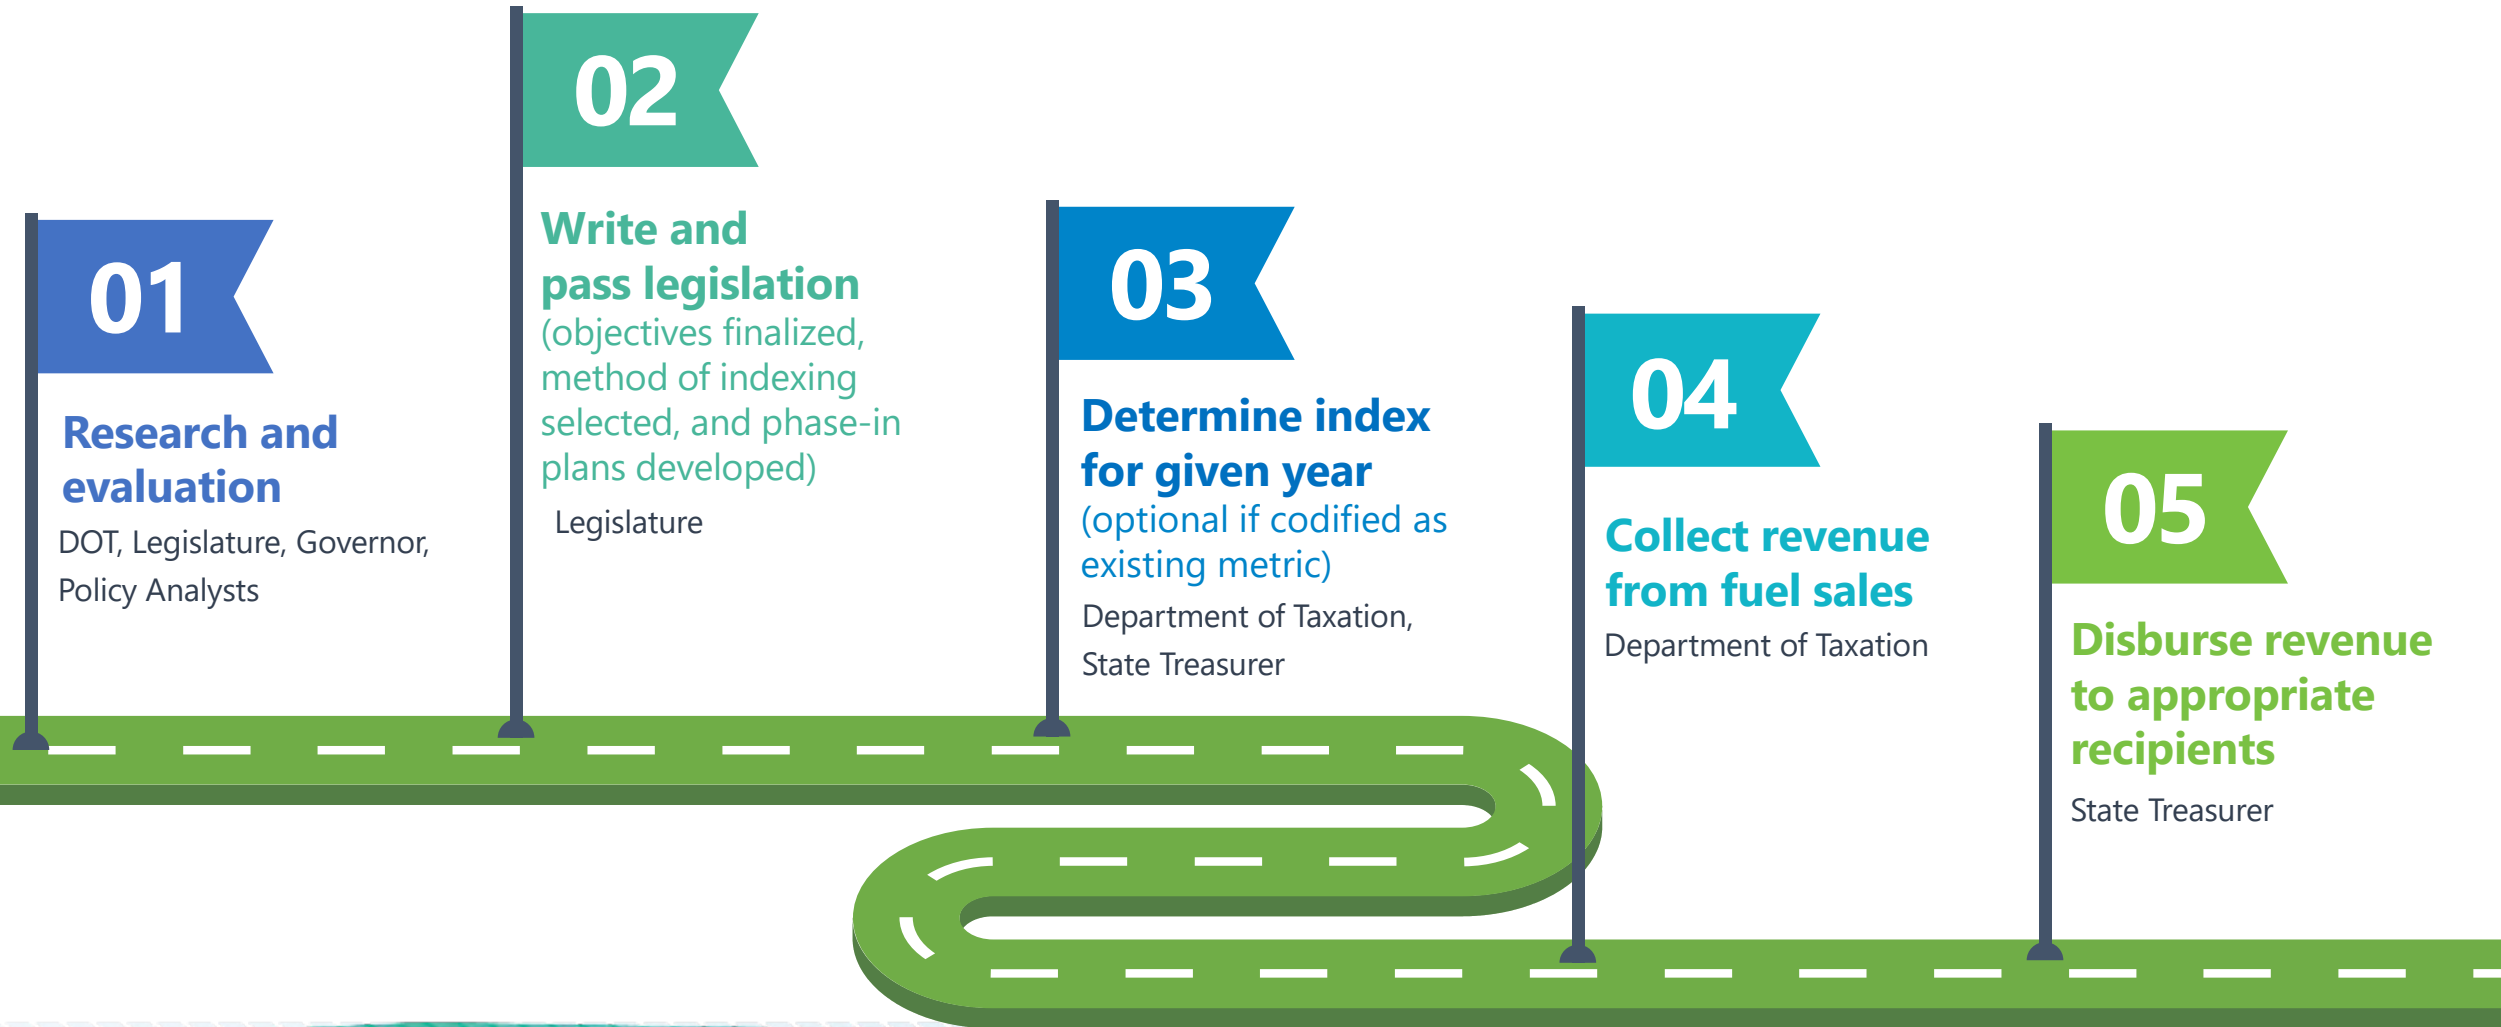 01
Research and
evaluation
DOT, Legislature, Governor,
Policy Analysts
02
Write and
pass legislation
(objectives finalized,
method of indexing
selected, and phase-in
plans developed)
Legislature
03
Determine index
for given year
(optional if codified as
existing metric)
Department of Taxation,
State Treasurer
04
Collect revenue
from fuel sales
Department of Taxation
05
Disburse revenue
to appropriate
recipients
State Treasurer